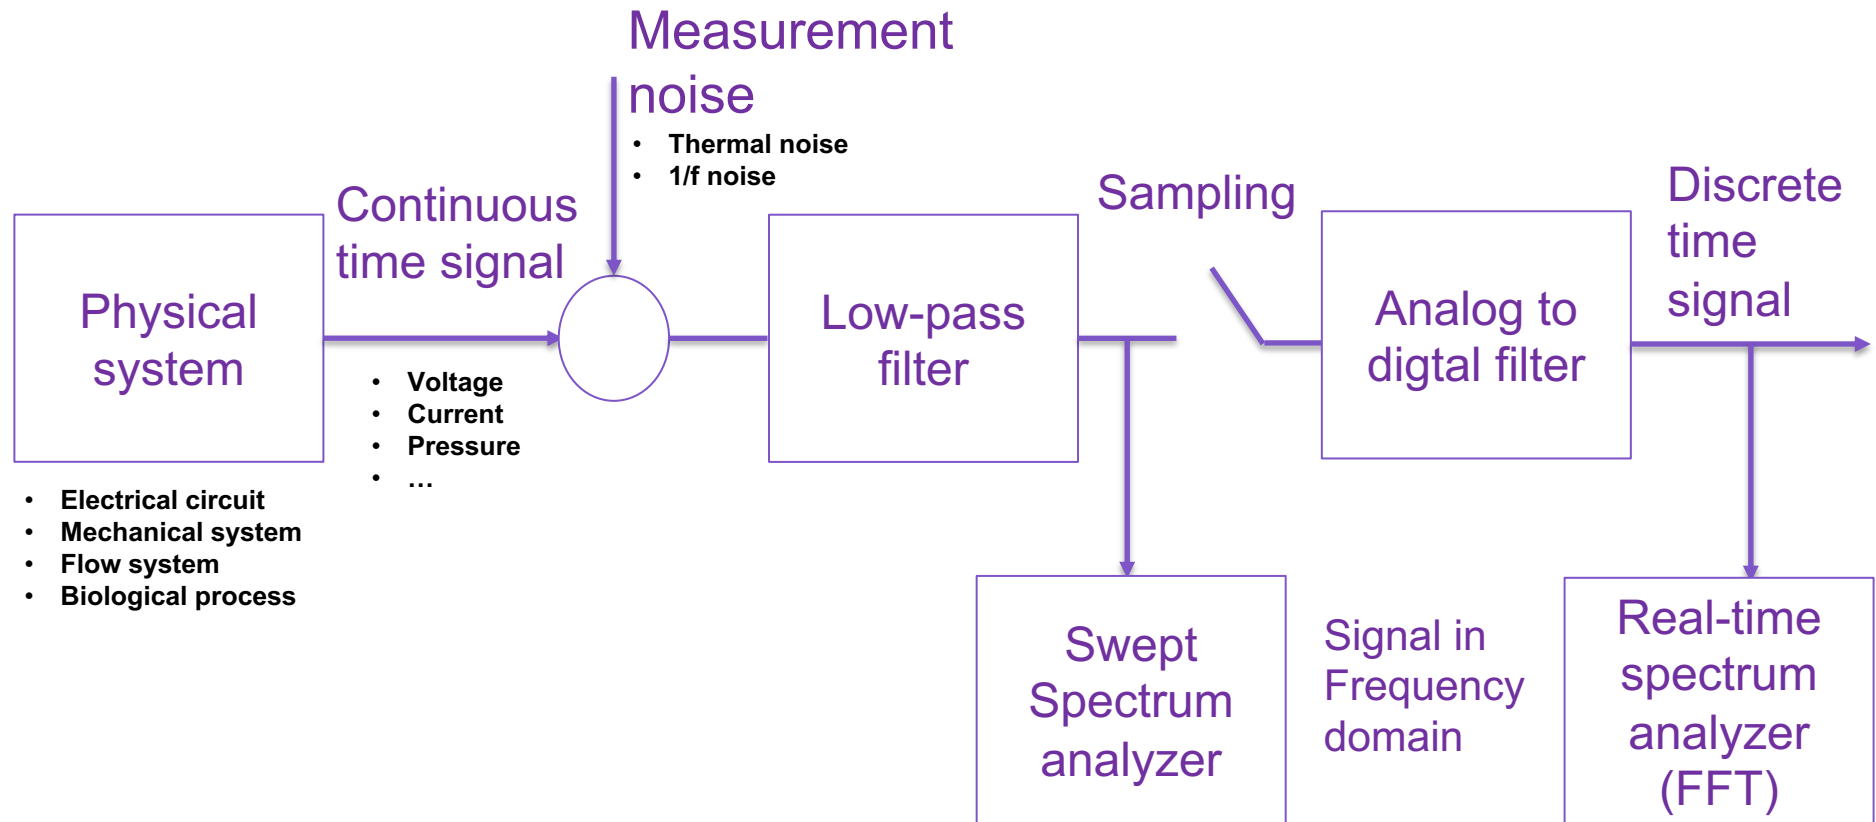 Measurement
noise
• Thermal noise
• 1/f noise
Continuous
time signal
Sampling
Discrete
time
signal
Physical
system
Low-pass
filter
Analog to
digtal filter
• Voltage
• Current
• Pressure
• …
• Electrical circuit
• Mechanical system
• Flow system
• Biological process
Swept
Spectrum
analyzer
Signal in
Frequency
domain
Real-time
spectrum
analyzer
(FFT)